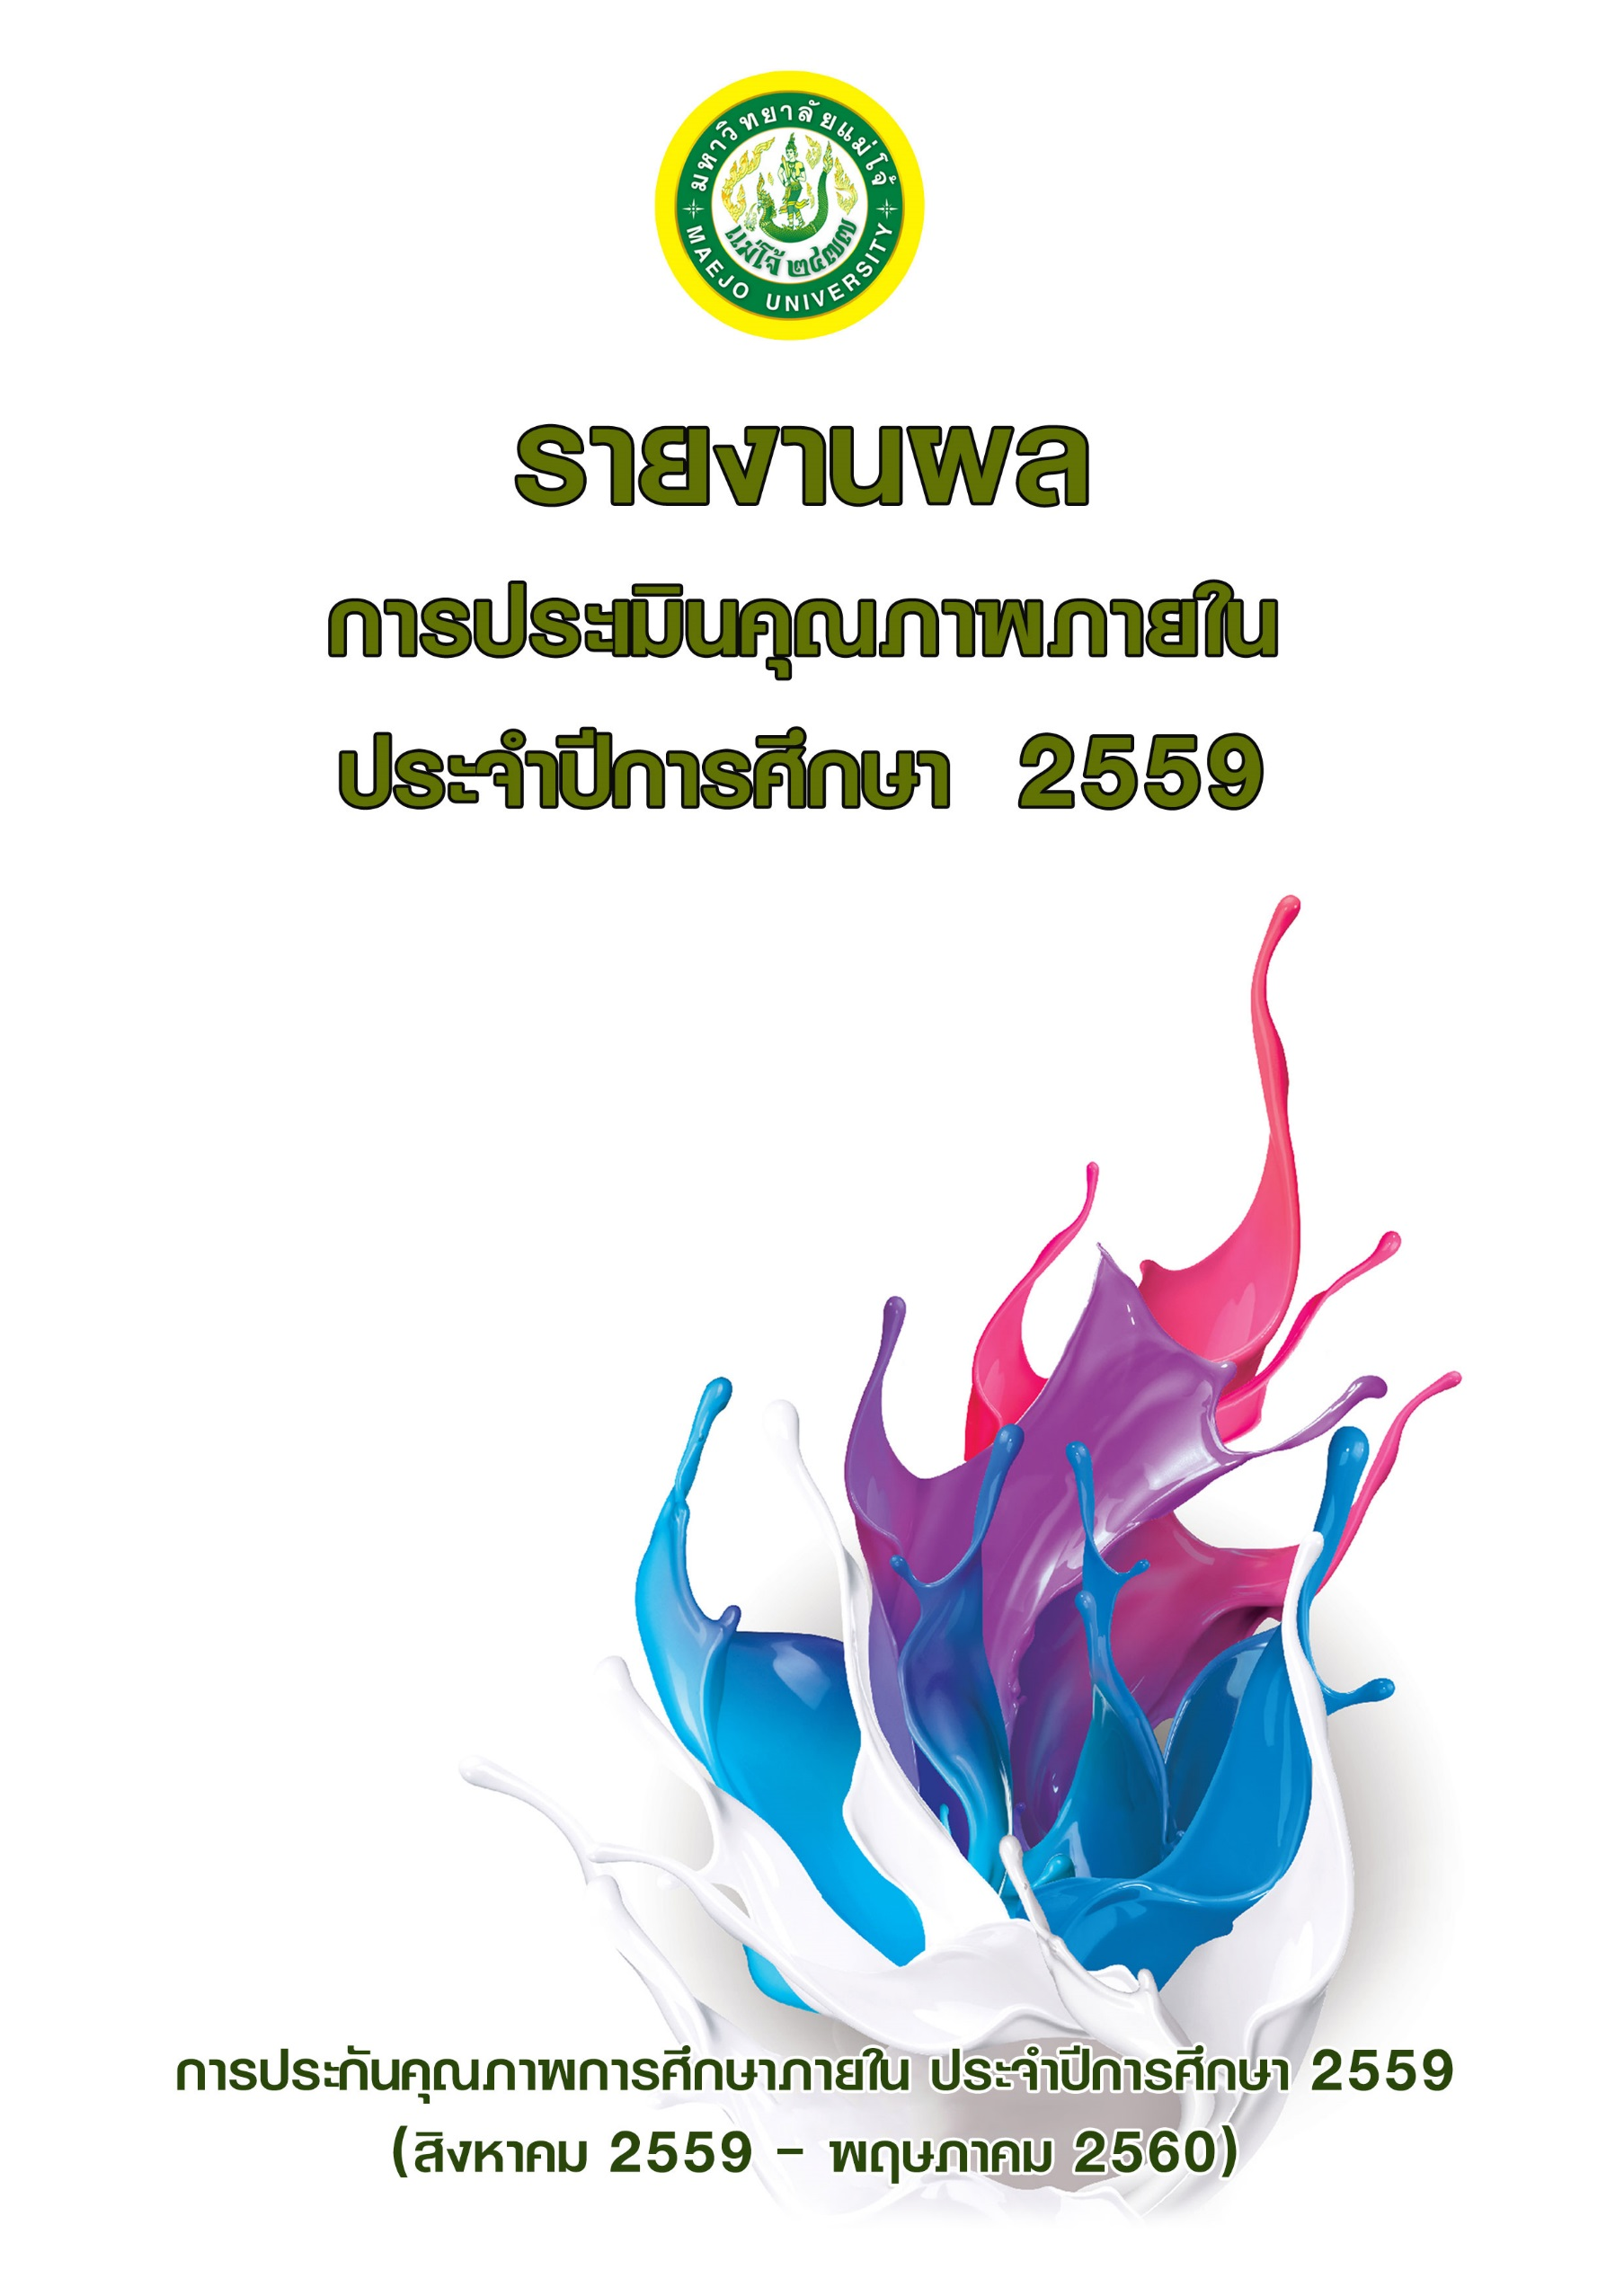 มหาวิทยาลัยแม่โจ้
แม่โจ้ ๒๔๗๗
MAEJO UNIVERSITY
รายงานผล
การประเมินคุณภาพภายใน
ประจำปีการศึกษา 2559
การประกันคุณภาพการศึกษาภายใน ประจำปีการศึกษา 2559
(สิงหาคม 2559 - พฤษภาคม 2560)